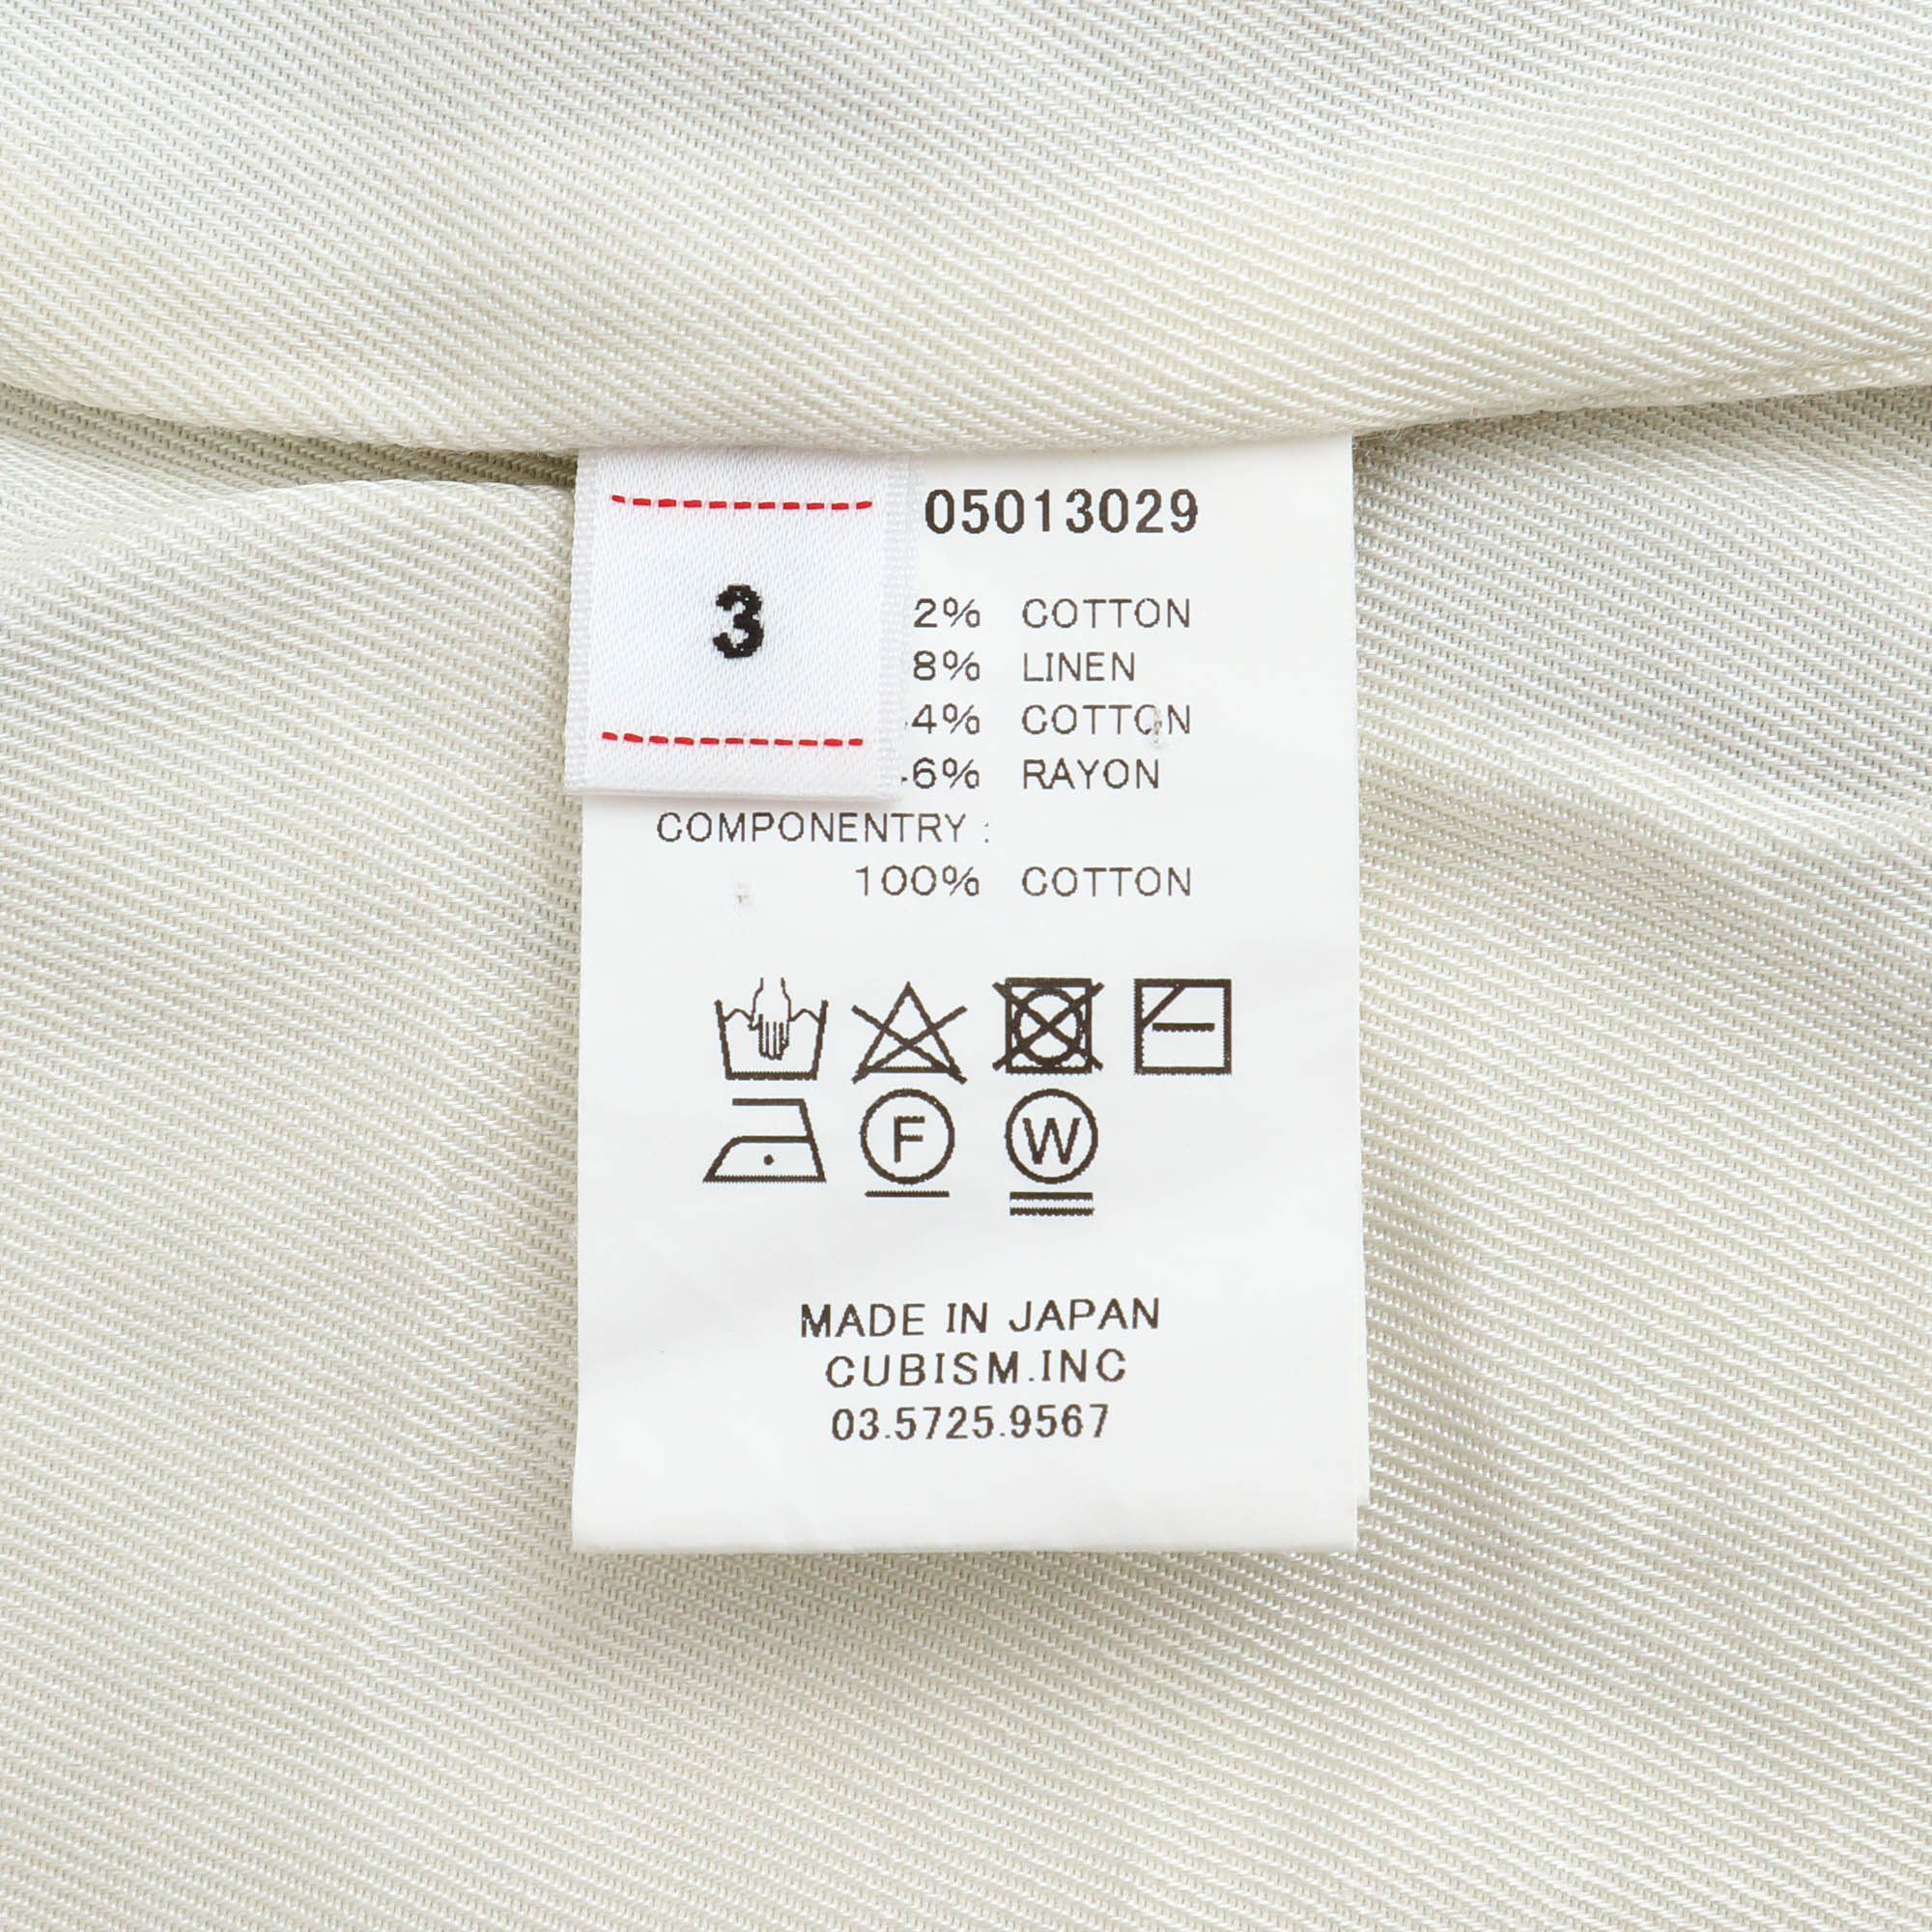 3
05013029
2% COTTON
8% LINEN
4% COTTON
6% RAYON
COMPONENTRY :
100% COTTON
F
W
MADE IN JAPAN
CUBISM.INC
03.5725.9567